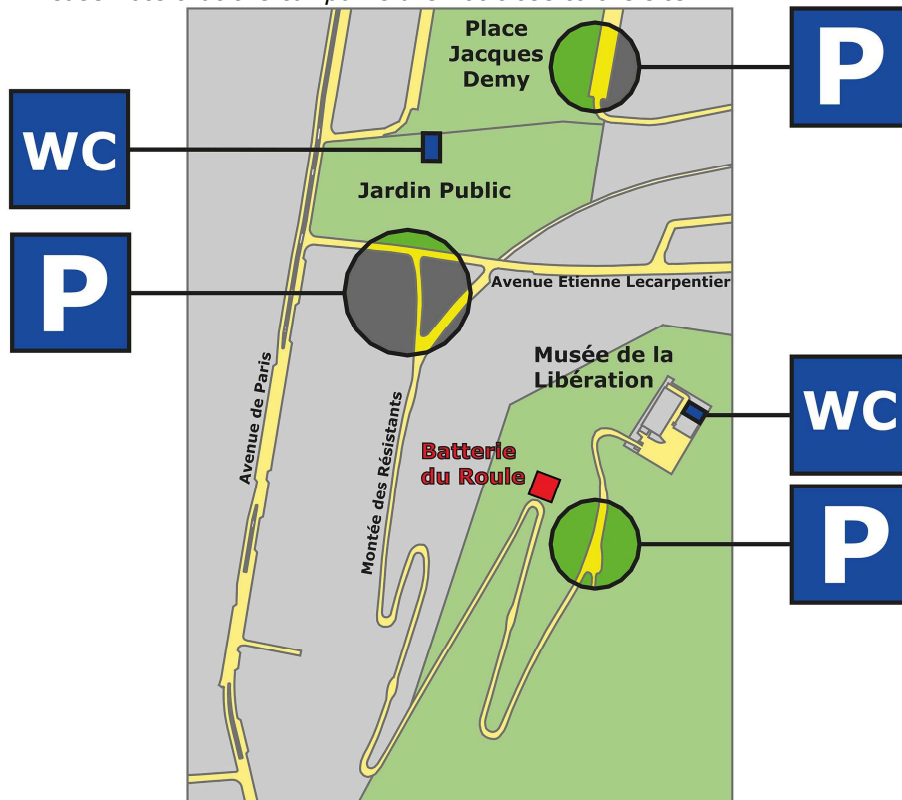 Place
Jacques
Demy
P
WC
Jardin Public
P
Avenue Etienne Lecarpentier
Musée de la
Libération
WC
Avenue de Paris
Montée des Résistants
Batterie
du Roule
P